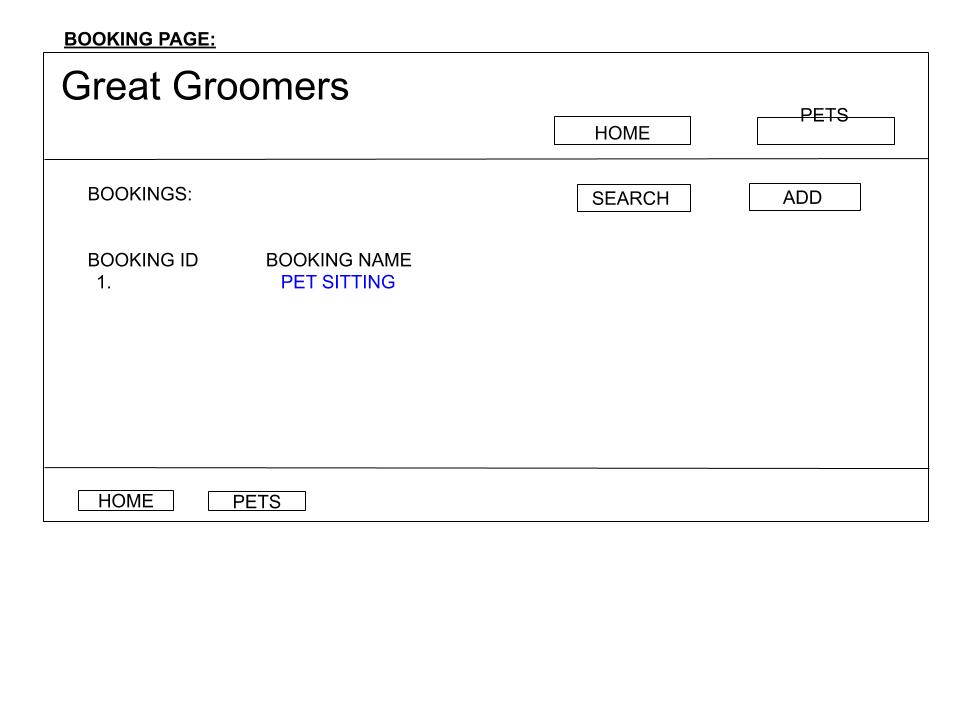 BOOKING PAGE:
Great Groomers
PETS
HOME
BOOKINGS:
SEARCH
ADD
BOOKING ID BOOKING NAME
1. PET SITTING
HOME PETS